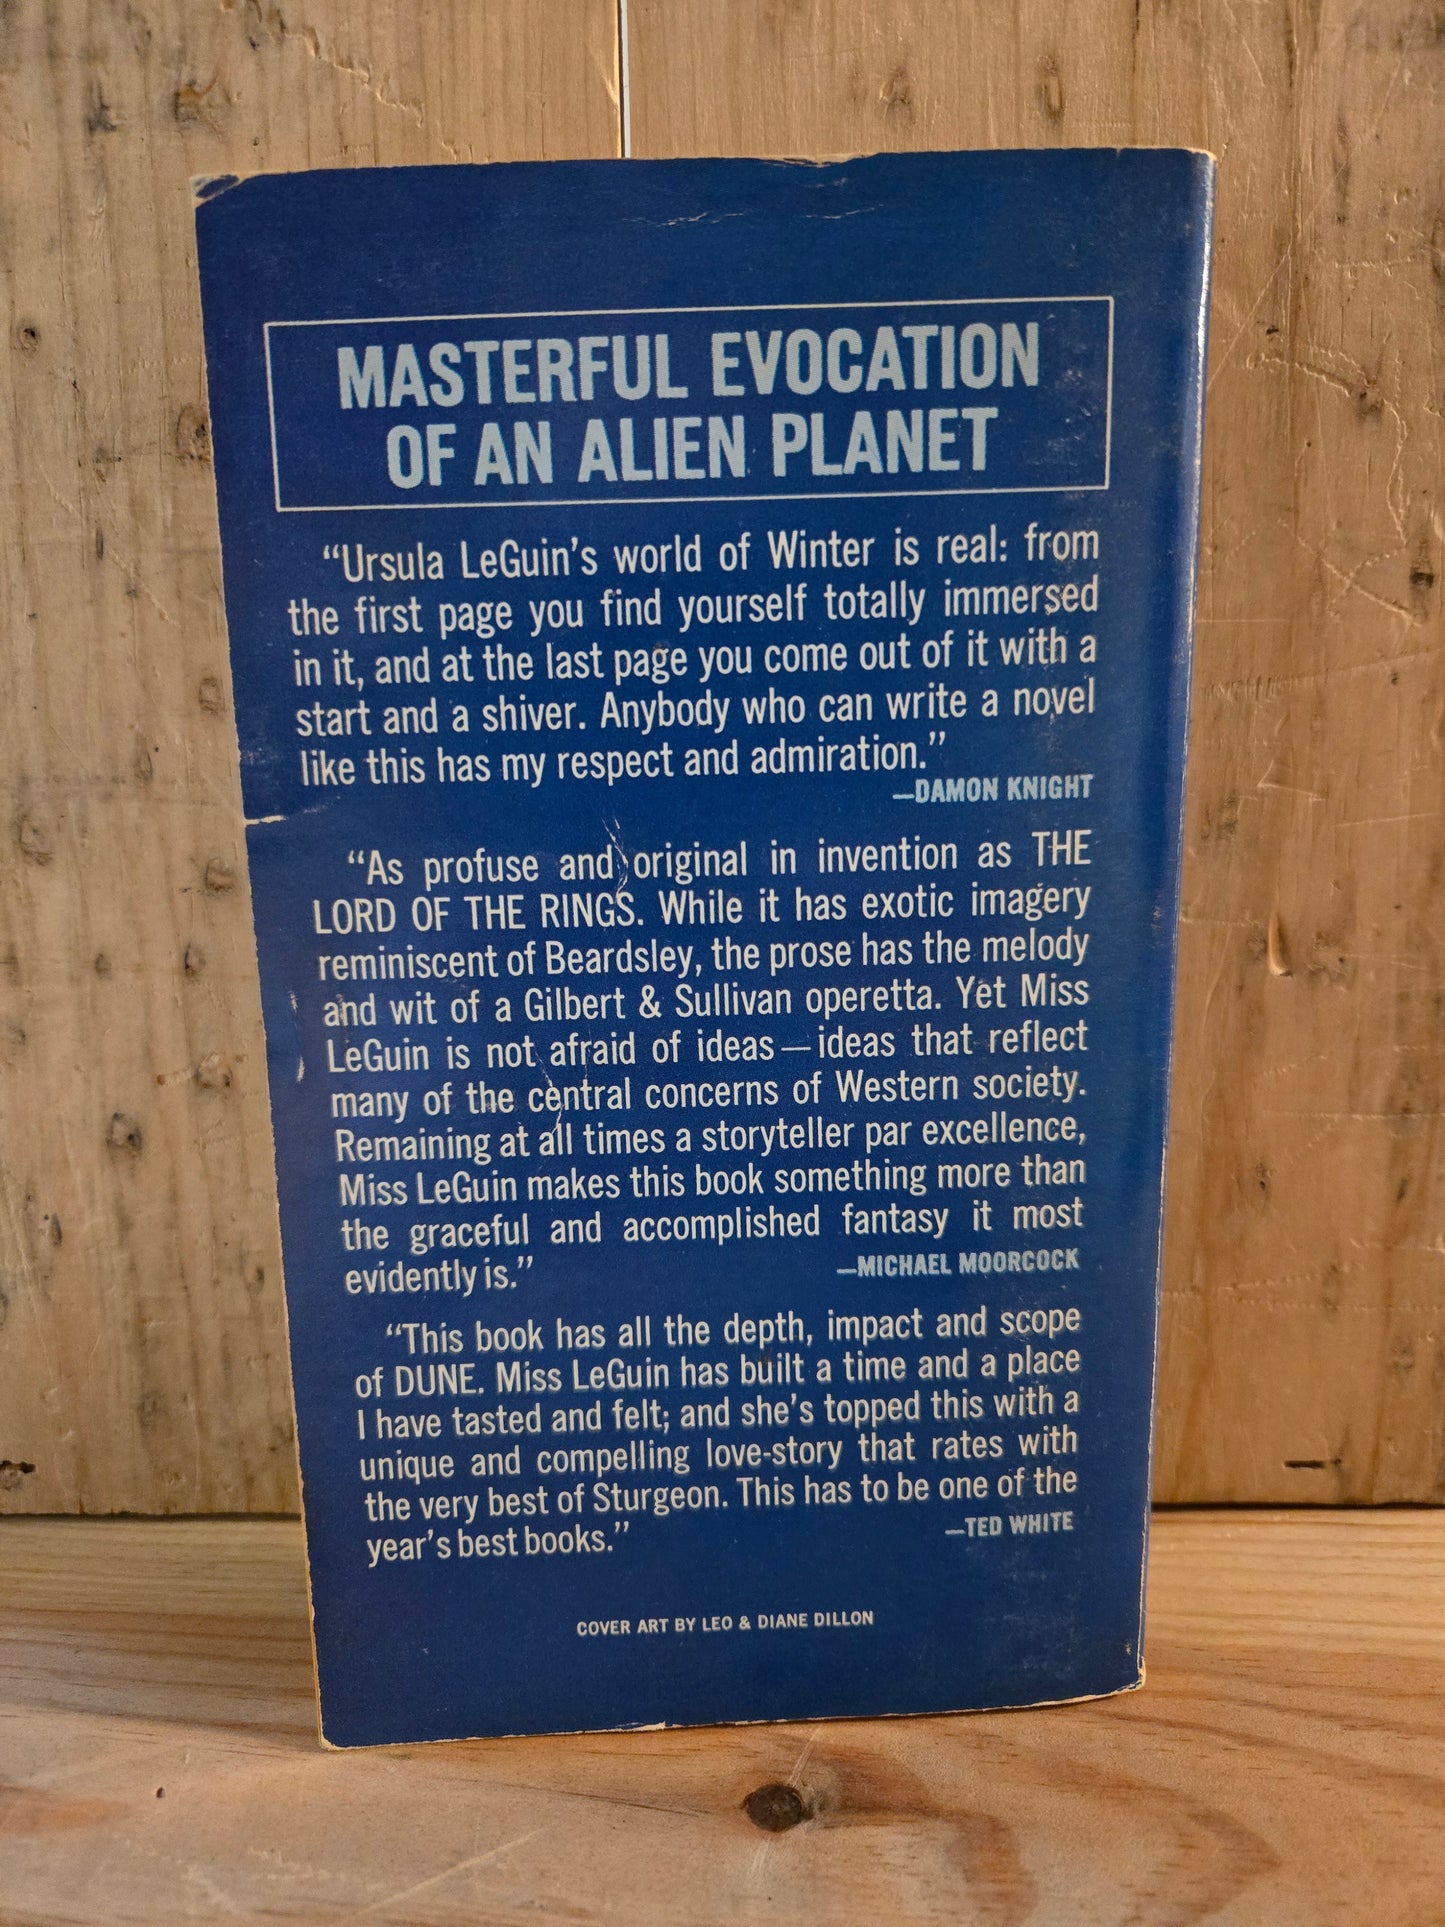 MASTERFUL EVOCATION
OF AN ALIEN PLANET
“Ursula LeGuin’s world of Winter is real: from
the first page you find yourself totally immersed
in it, and at the last page you come out of it with a
start and a shiver. Anybody who can write a novel
like this has my respect and admiration.”
—DAMON KNIGHT
“As profuse and original in invention as THE
LORD OF THE RINGS. While it has exotic imagery
reminiscent of Beardsley, the prose has the melody
and wit of a Gilbert & Sullivan operetta. Yet Miss
LeGuin is not afraid of ideas—ideas that reflect
many of the central concerns of Western society.
Remaining at all times a storyteller par excellence,
Miss LeGuin makes this book something more than
the graceful and accomplished fantasy it most
evidently is.” —MICHAEL MOORCOCK
“This book has all the depth, impact and scope
of DUNE. Miss LeGuin has built a time and a place
I have tasted and felt; and she’s topped this with a
unique and compelling love-story that rates with
the very best of Sturgeon. This has to be one of the
year’s best books.” —TED WHITE
COVER ART BY LEO & DIANE DILLON